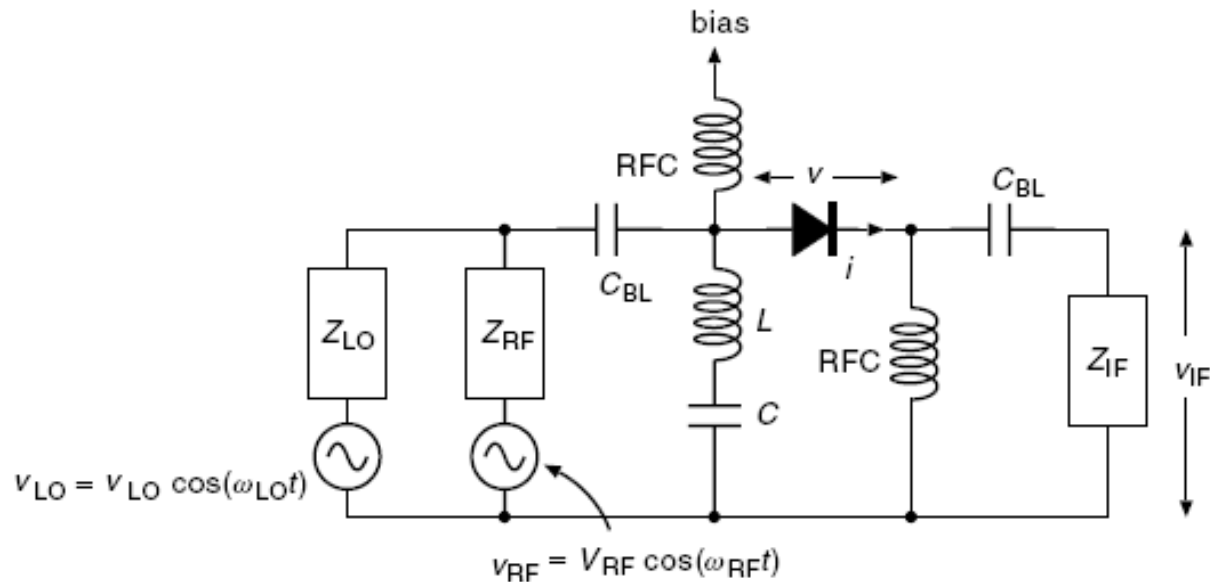 bias
RFC
v
C_BL
C_BL
i
Z_LO
Z_RF
L
RFC
Z_IF
v_IF
C
v_LO = v_LO cos(ω_LO t)
v_RF = V_RF cos(ω_RF t)